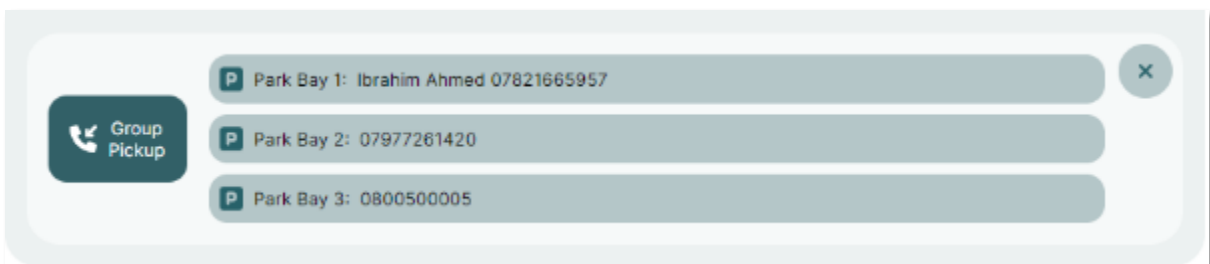 Group
Pickup
P Park Bay 1: Ibrahim Ahmed 07821665957
P Park Bay 2: 07977261420
P Park Bay 3: 0800500005